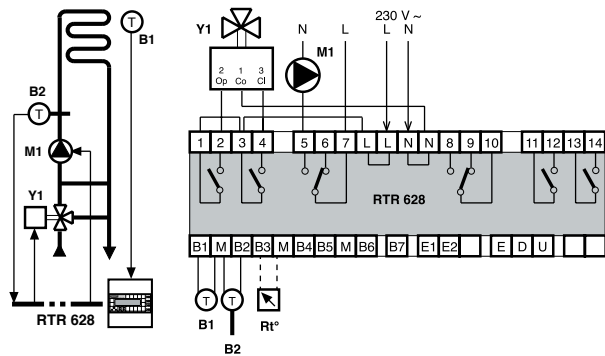 T
B1
B2
T
M1
Y1
RTR 628
230 V ~
Y1
N
L
L
N
M1
2 1 3
Op Co Cl
1 2 3 4 5 6 7 L L N N 8 9 10 11 12 13 14
RTR 628
B1 M B2 B3 M B4 B5 M B6 B7 E1 E2 E D U
T
T
B1
Rt°
B2